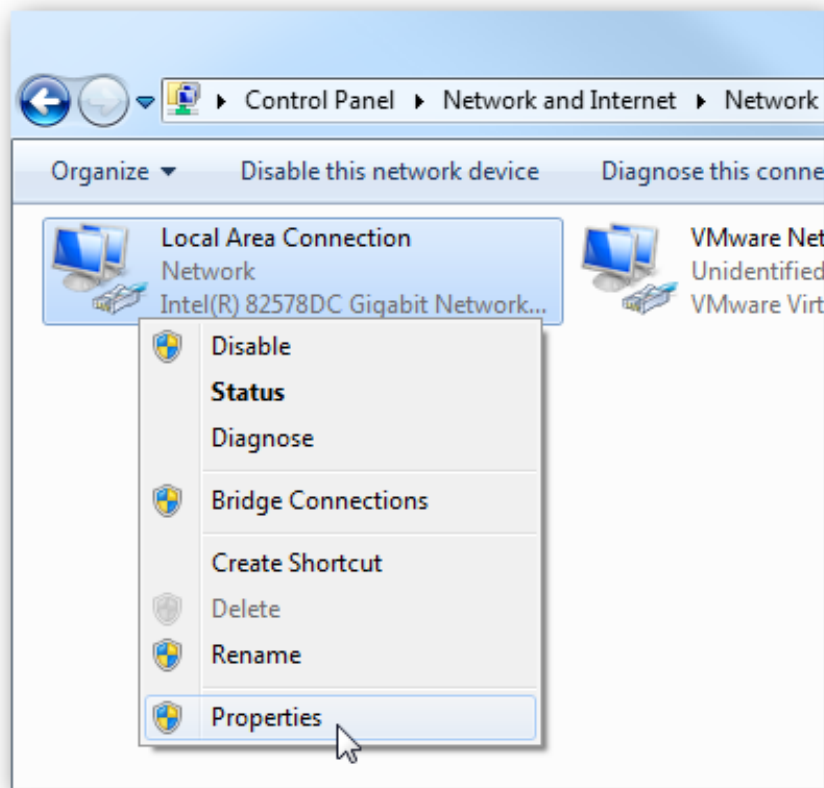 Control Panel Network and Internet Network
Organize Disable this network device Diagnose this conne
Local Area Connection
Network
Intel(R) 82578DC Gigabit Network...
VMware Net
Unidentified
VMware Virt
Disable
Status
Diagnose
Bridge Connections
Create Shortcut
Delete
Rename
Properties